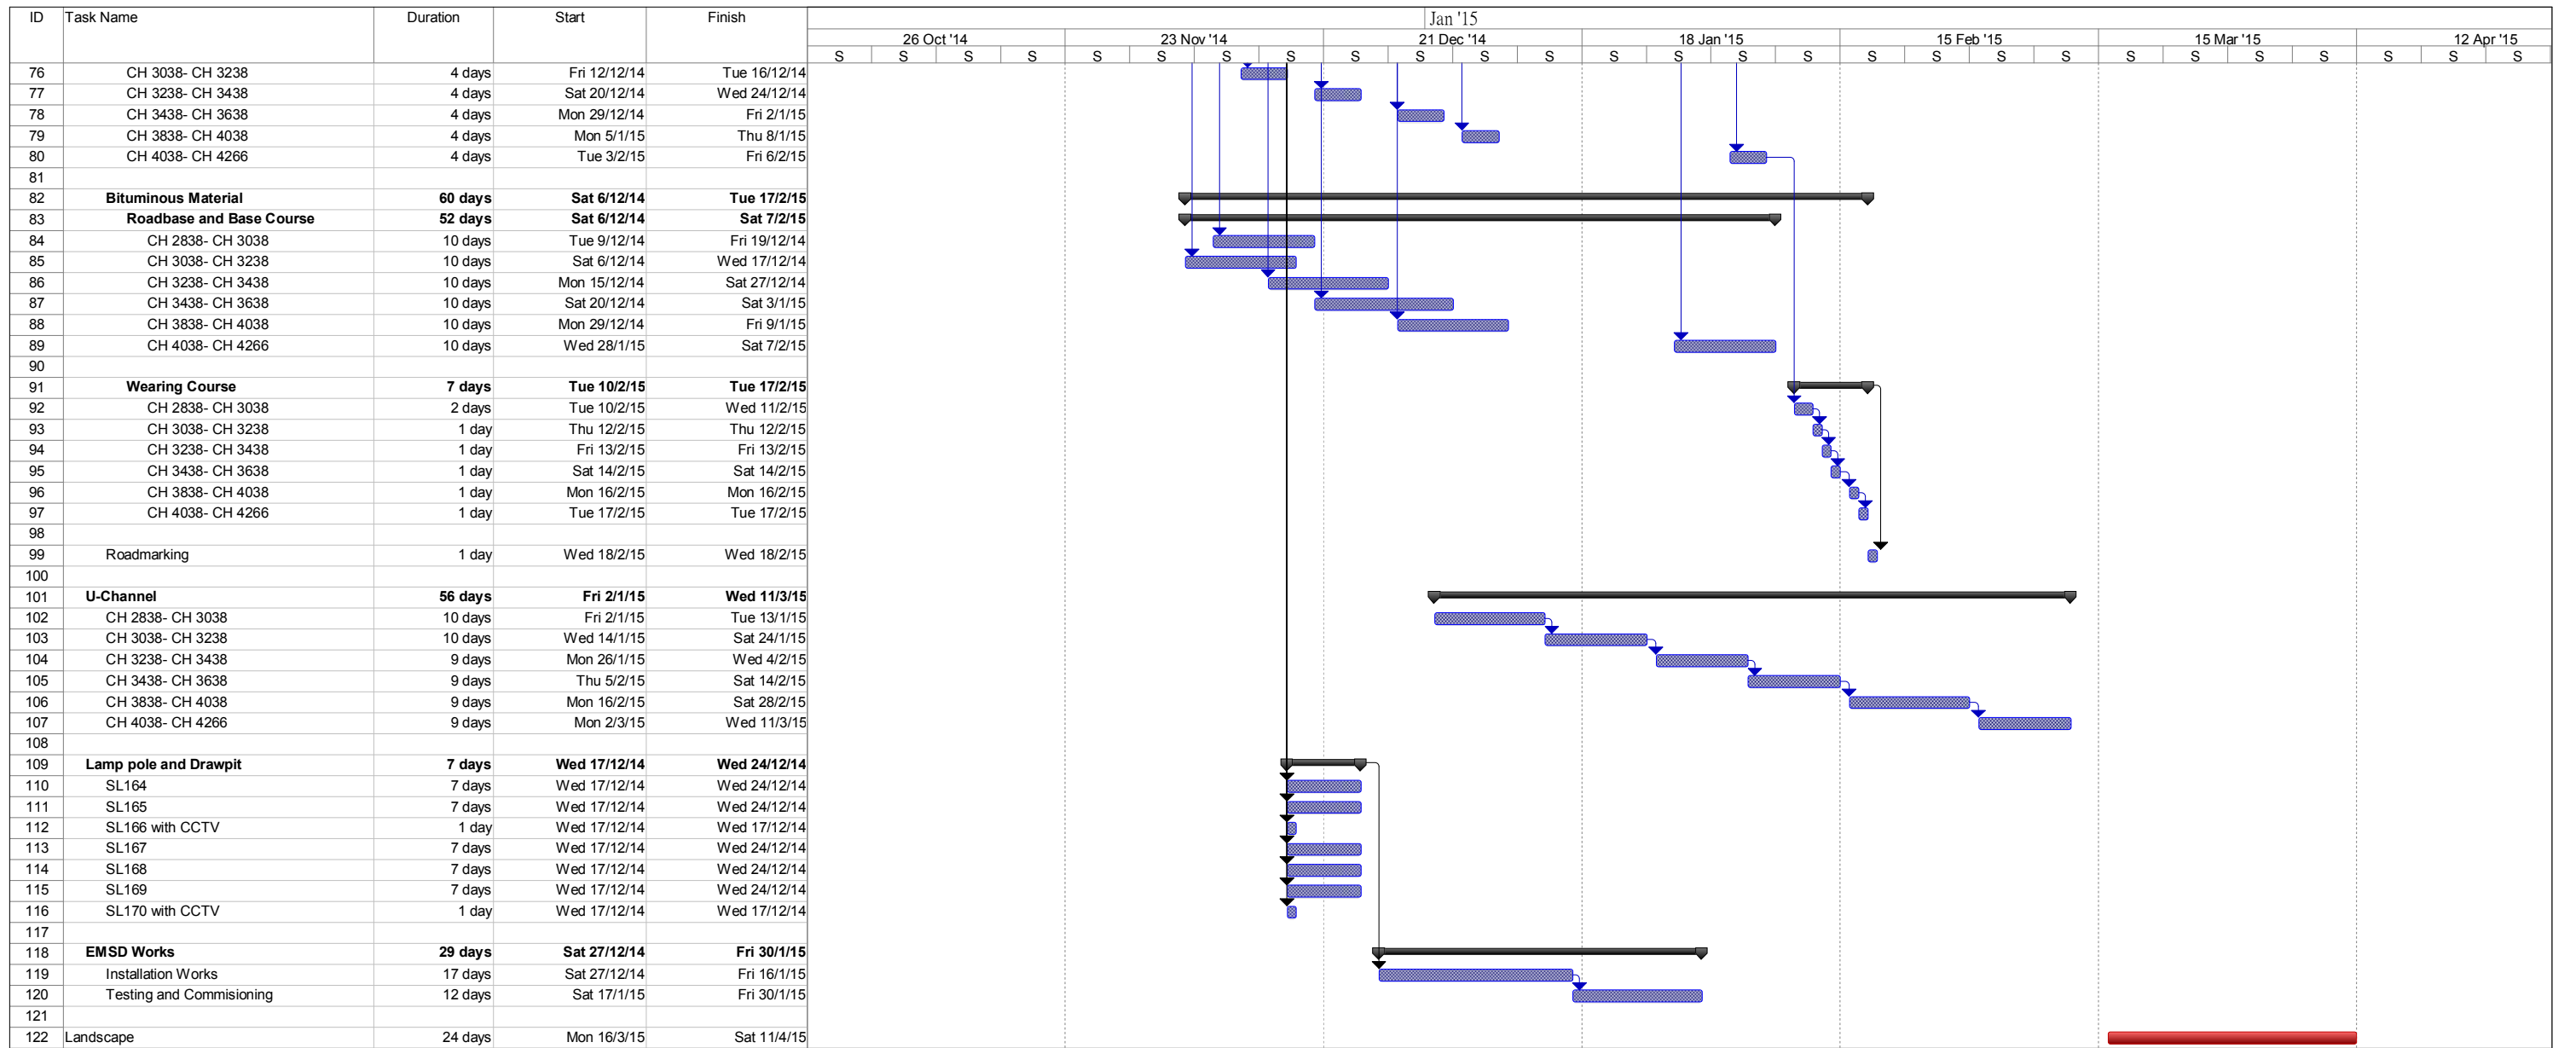 ID Task Name Duration Start Finish Jan '15
26 Oct '14 23 Nov '14 21 Dec '14 18 Jan '15 15 Feb '15 15 Mar '15 12 Apr '15
S S S S S S S S S S S S S S S S S S S S S S S S S S S
76 CH 3038- CH 3238 4 days Fri 12/12/14 Tue 16/12/14
77 CH 3238- CH 3438 4 days Sat 20/12/14 Wed 24/12/14
78 CH 3438- CH 3638 4 days Mon 29/12/14 Fri 2/1/15
79 CH 3838- CH 4038 4 days Mon 5/1/15 Thu 8/1/15
80 CH 4038- CH 4266 4 days Tue 3/2/15 Fri 6/2/15
81
82 Bituminous Material 60 days Sat 6/12/14 Tue 17/2/15
83 Roadbase and Base Course 52 days Sat 6/12/14 Sat 7/2/15
84 CH 2838- CH 3038 10 days Tue 9/12/14 Fri 19/12/14
85 CH 3038- CH 3238 10 days Sat 6/12/14 Wed 17/12/14
86 CH 3238- CH 3438 10 days Mon 15/12/14 Sat 27/12/14
87 CH 3438- CH 3638 10 days Sat 20/12/14 Sat 3/1/15
88 CH 3838- CH 4038 10 days Mon 29/12/14 Fri 9/1/15
89 CH 4038- CH 4266 10 days Wed 28/1/15 Sat 7/2/15
90
91 Wearing Course 7 days Tue 10/2/15 Tue 17/2/15
92 CH 2838- CH 3038 2 days Tue 10/2/15 Wed 11/2/15
93 CH 3038- CH 3238 1 day Thu 12/2/15 Thu 12/2/15
94 CH 3238- CH 3438 1 day Fri 13/2/15 Fri 13/2/15
95 CH 3438- CH 3638 1 day Sat 14/2/15 Sat 14/2/15
96 CH 3838- CH 4038 1 day Mon 16/2/15 Mon 16/2/15
97 CH 4038- CH 4266 1 day Tue 17/2/15 Tue 17/2/15
98
99 Roadmarking 1 day Wed 18/2/15 Wed 18/2/15
100
101 U-Channel 56 days Fri 2/1/15 Wed 11/3/15
102 CH 2838- CH 3038 10 days Fri 2/1/15 Tue 13/1/15
103 CH 3038- CH 3238 10 days Wed 14/1/15 Sat 24/1/15
104 CH 3238- CH 3438 9 days Mon 26/1/15 Wed 4/2/15
105 CH 3438- CH 3638 9 days Thu 5/2/15 Sat 14/2/15
106 CH 3838- CH 4038 9 days Mon 16/2/15 Sat 28/2/15
107 CH 4038- CH 4266 9 days Mon 2/3/15 Wed 11/3/15
108
109 Lamp pole and Drawpit 7 days Wed 17/12/14 Wed 24/12/14
110 SL164 7 days Wed 17/12/14 Wed 24/12/14
111 SL165 7 days Wed 17/12/14 Wed 24/12/14
112 SL166 with CCTV 1 day Wed 17/12/14 Wed 17/12/14
113 SL167 7 days Wed 17/12/14 Wed 24/12/14
114 SL168 7 days Wed 17/12/14 Wed 24/12/14
115 SL169 7 days Wed 17/12/14 Wed 24/12/14
116 SL170 with CCTV 1 day Wed 17/12/14 Wed 17/12/14
117
118 EMSD Works 29 days Sat 27/12/14 Fri 30/1/15
119 Installation Works 17 days Sat 27/12/14 Fri 16/1/15
120 Testing and Commisioning 12 days Sat 17/1/15 Fri 30/1/15
121
122 Landscape 24 days Mon 16/3/15 Sat 11/4/15